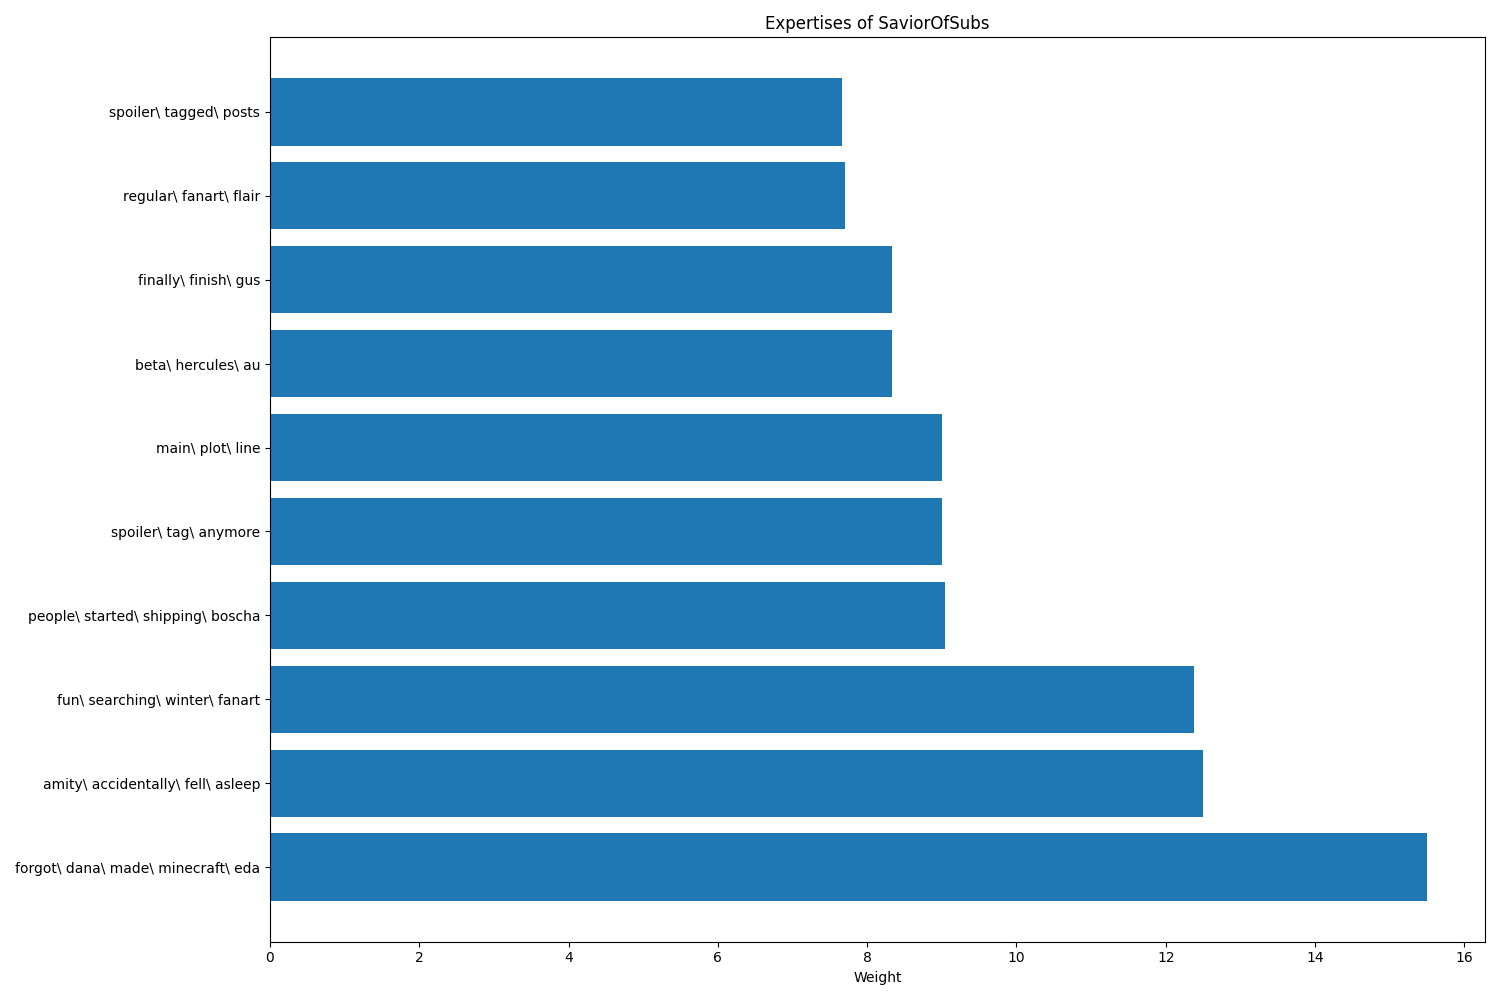 Expertises of SaviorOfSubs
spoiler\ tagged\ posts
regular\ fanart\ flair
finally\ finish\ gus
beta\ hercules\ au
main\ plot\ line
spoiler\ tag\ anymore
people\ started\ shipping\ boscha
fun\ searching\ winter\ fanart
amity\ accidentally\ fell\ asleep
forgot\ dana\ made\ minecraft\ eda
0 2 4 6 8 10 12 14 16
Weight